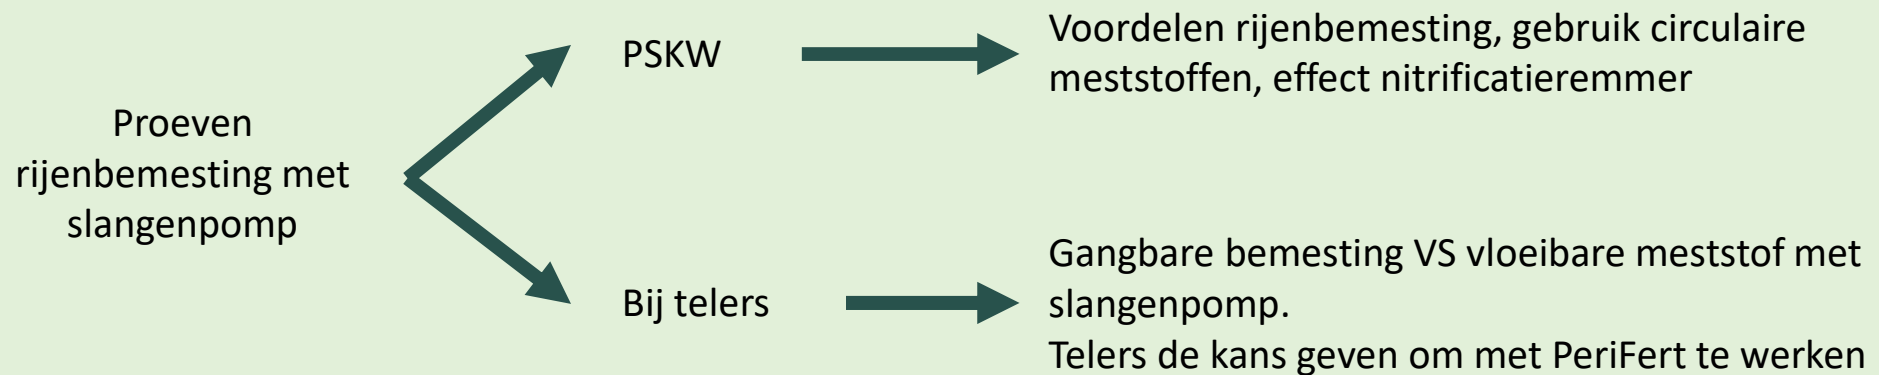 Proeven
rijenbemesting met
slangenpomp
PSKW
Voordelen rijenbemesting, gebruik circulaire
meststoffen, effect nitrificatieremmer
Bij telers
Gangbare bemesting VS vloeibare meststof met
slangenpomp.
Telers de kans geven om met PeriFert te werken